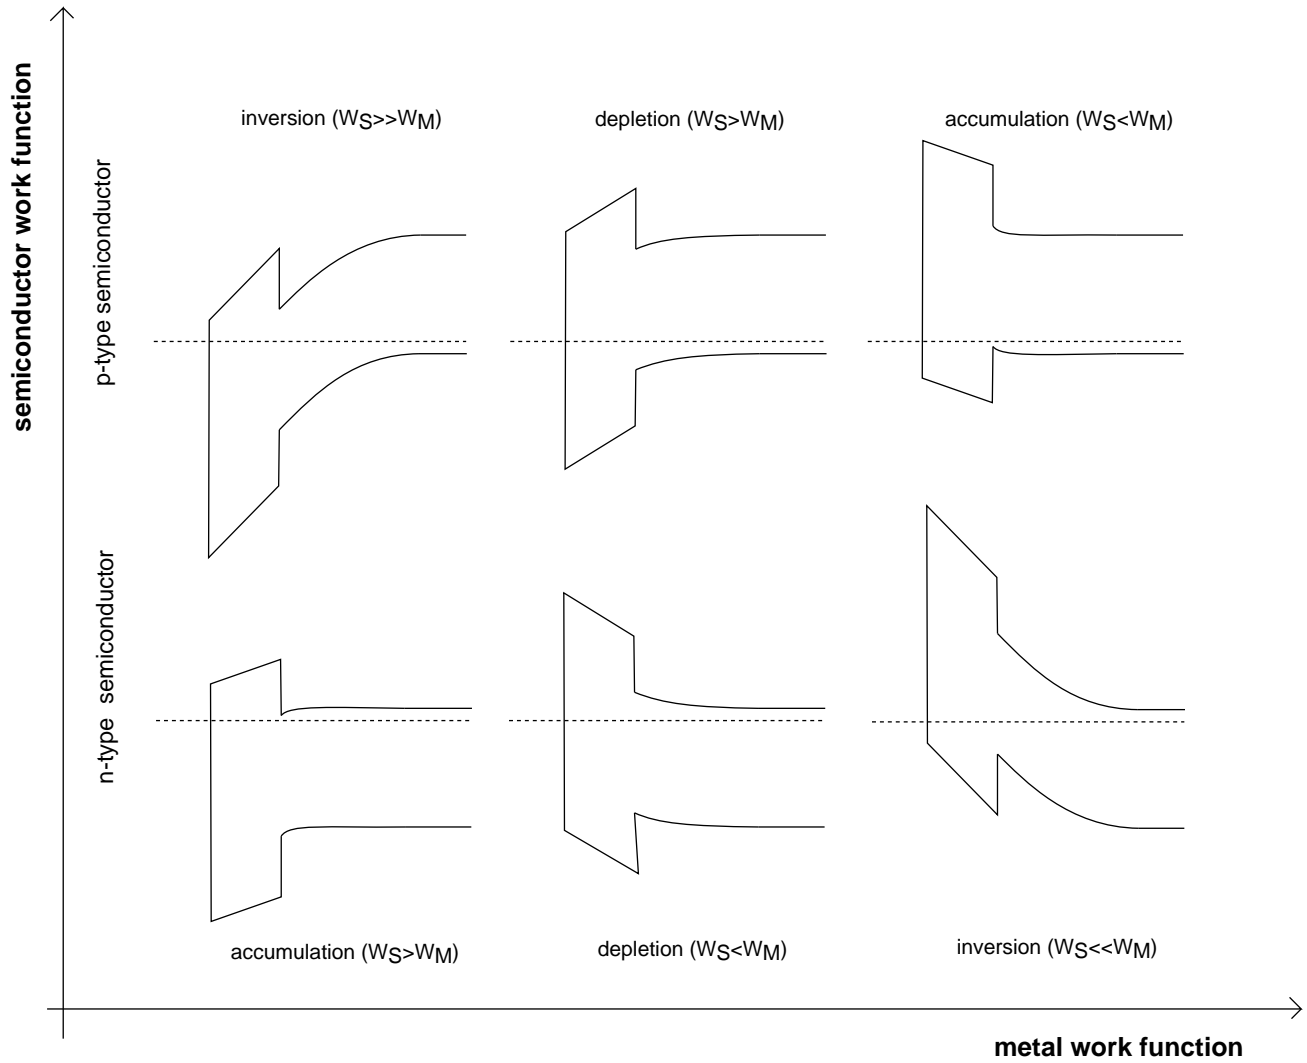 semiconductor work function
p-type semiconductor
n-type semiconductor
inversion (WS>>WM)
depletion (WS>WM)
accumulation (WS<WM)
accumulation (WS>WM)
depletion (WS<WM)
inversion (WS<<WM)
metal work function